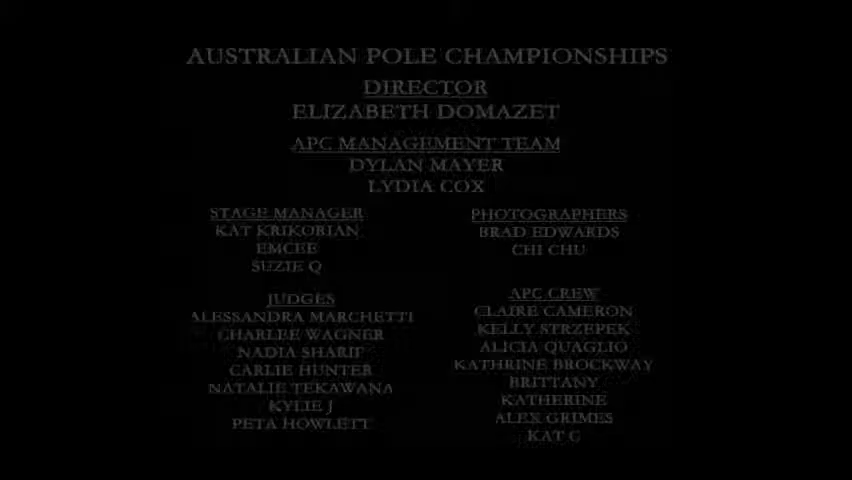 AUSTRALIAN POLE CHAMPIONSHIPS
DIRECTOR
ELIZABETH DOMAZET
APC MANAGEMENT TEAM
DYLAN MAYER
LYDIA COX
STAGE MANAGER
KAT KRIKORIAN
EMCEE
SUZIE Q
JUDGES
ALESSANDRA MARCHETTI
CHARLEE WAGNER
NADIA SHARIF
CARLIE HUNTER
NATALIE TEKAWANA
KYLIE J
PETA HOWLETT
PHOTOGRAPHERS
BRAD EDWARDS
CHI CHU
APC CREW
CLAIRE CAMERON
KELLY STRZEPEK
ALICIA QUAGLIO
KATHRINE BROCKWAY
BRITTANY
KATHERINE
ALEX GRIMES
KAT C